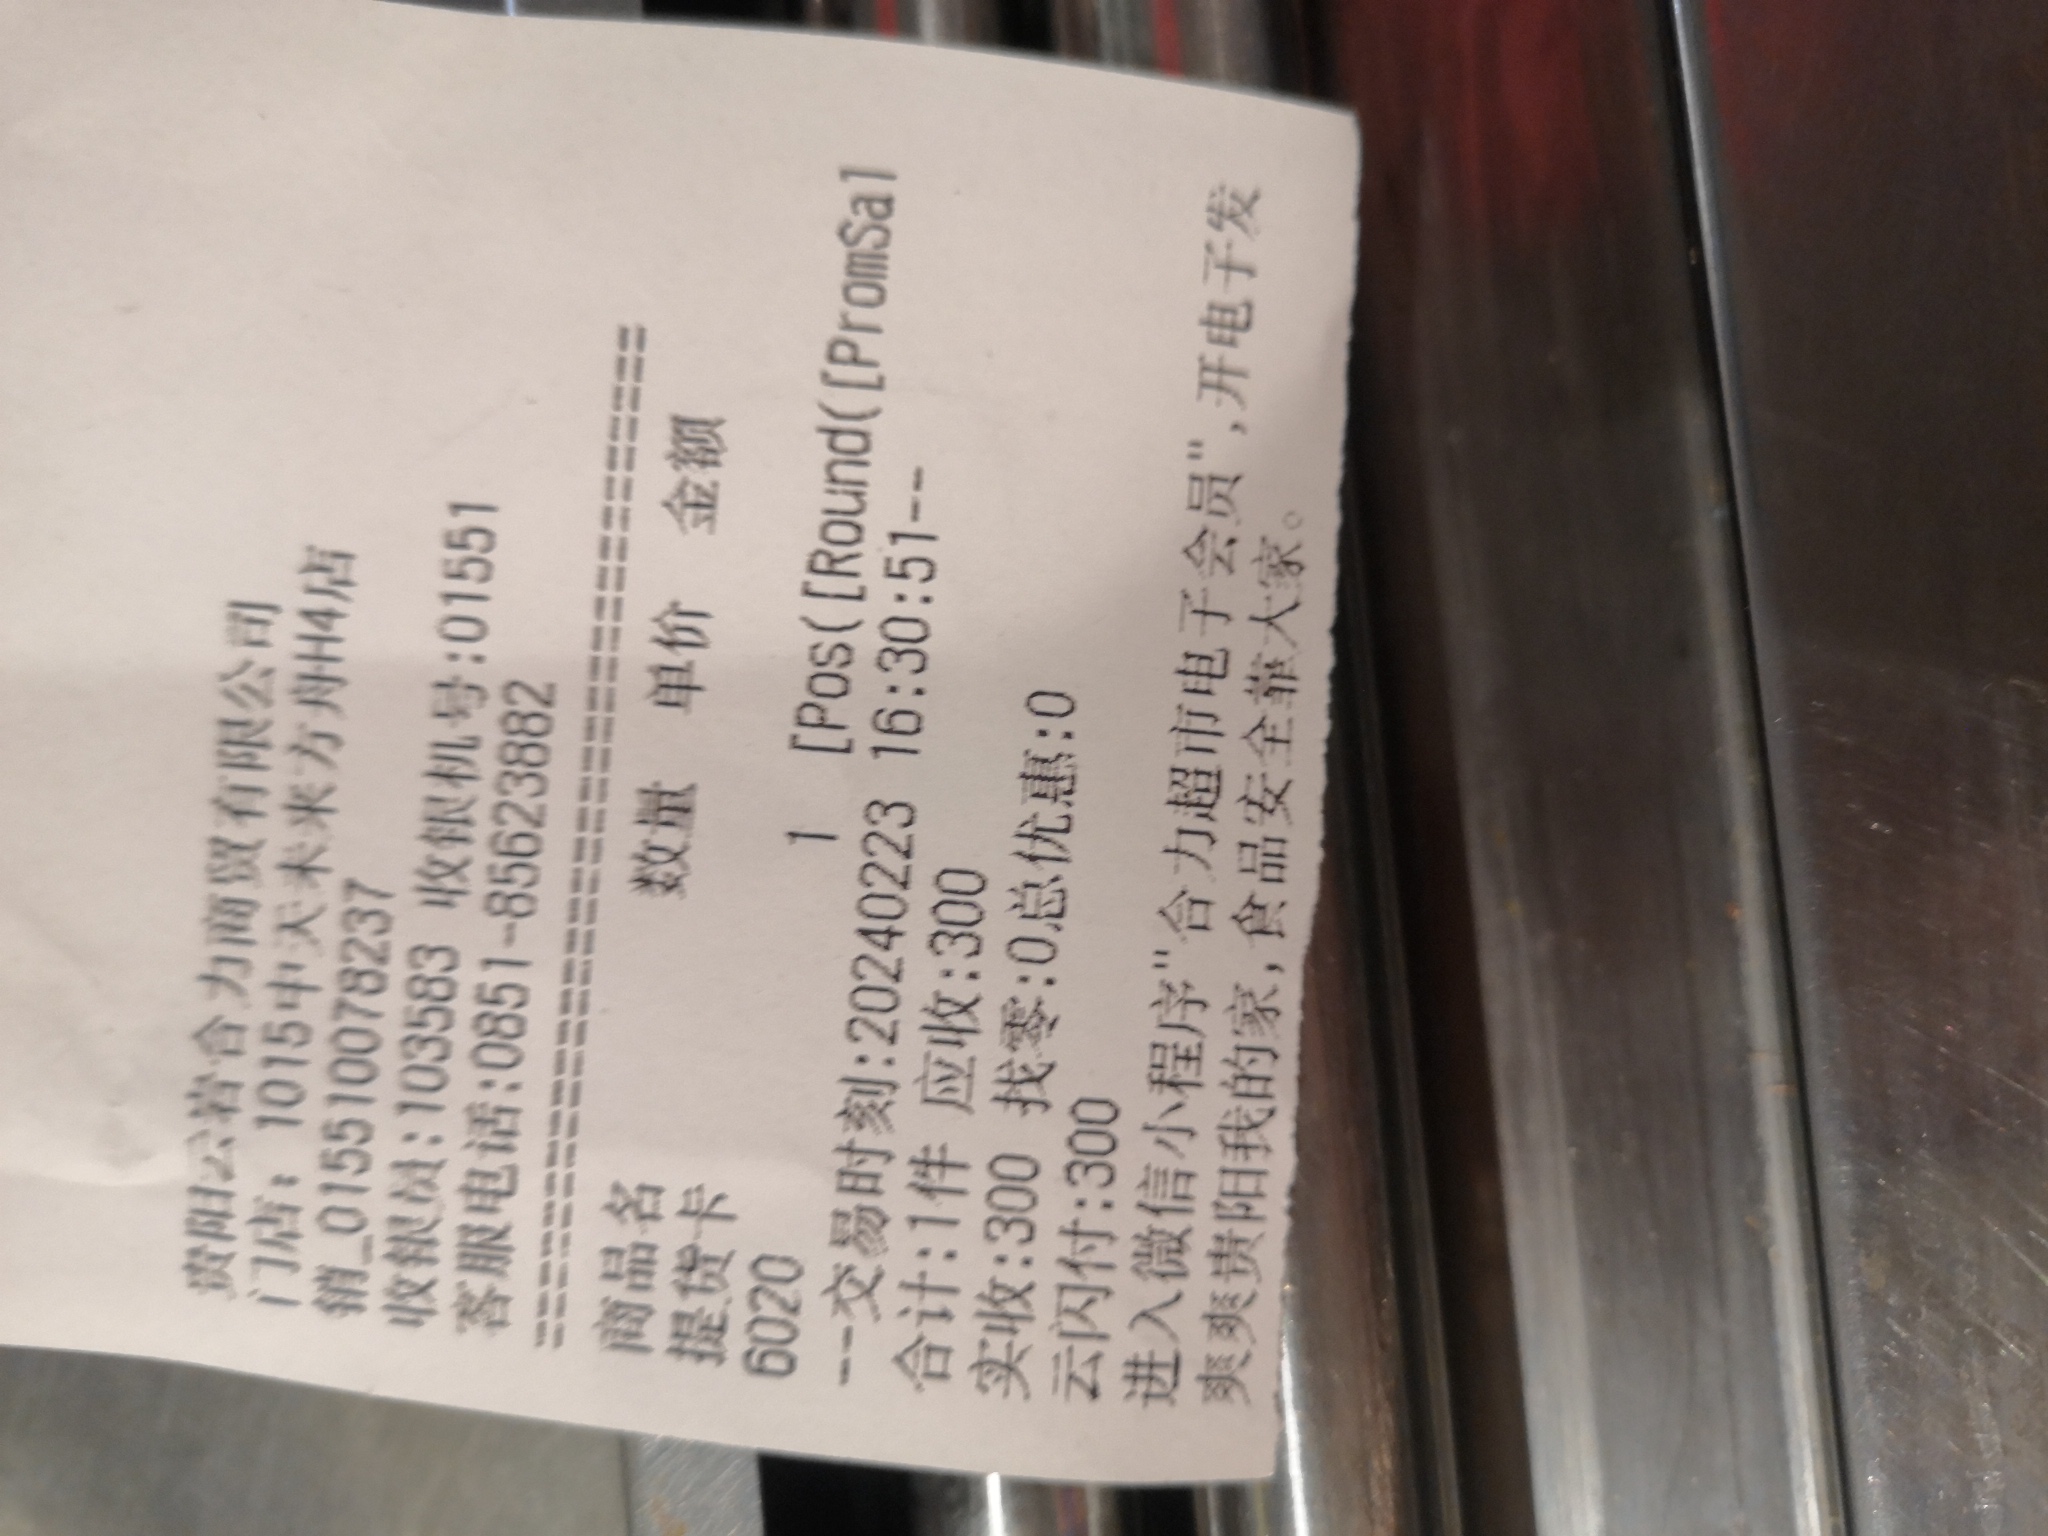 贵阳云岩合力商贸有限公司
门店: 1015中天未来方舟H4店
销_015510078237
收银员:103583 收银机号:01551
客服电话:0851-85623882
========================================
商品名 数量 单价 金额
提货卡
6020 1 [Pos([Round([PromSal
---交易时刻:20240223 16:30:51---
合计:1件 应收:300
实收:300 找零:0总优惠:0
云闪付:300
进入微信小程序"合力超市电子会员",开电子发
爽爽贵阳我的家,食品安全靠大家。